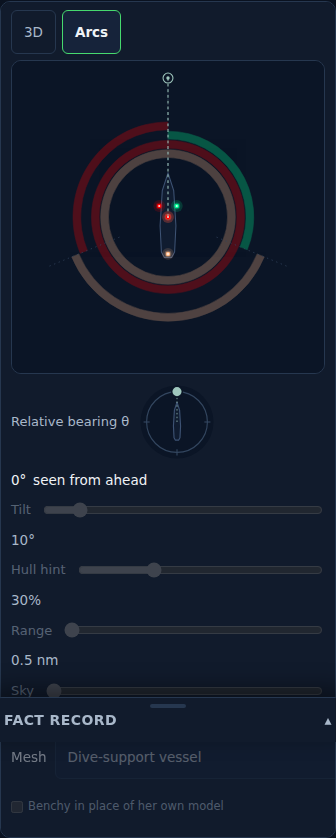 3D Arcs
Relative bearing θ
0° seen from ahead
Tilt
10°
Hull hint
30%
Range
0.5 nm
Sky
FACT RECORD ▲
Mesh Dive-support vessel
Benchy in place of her own model